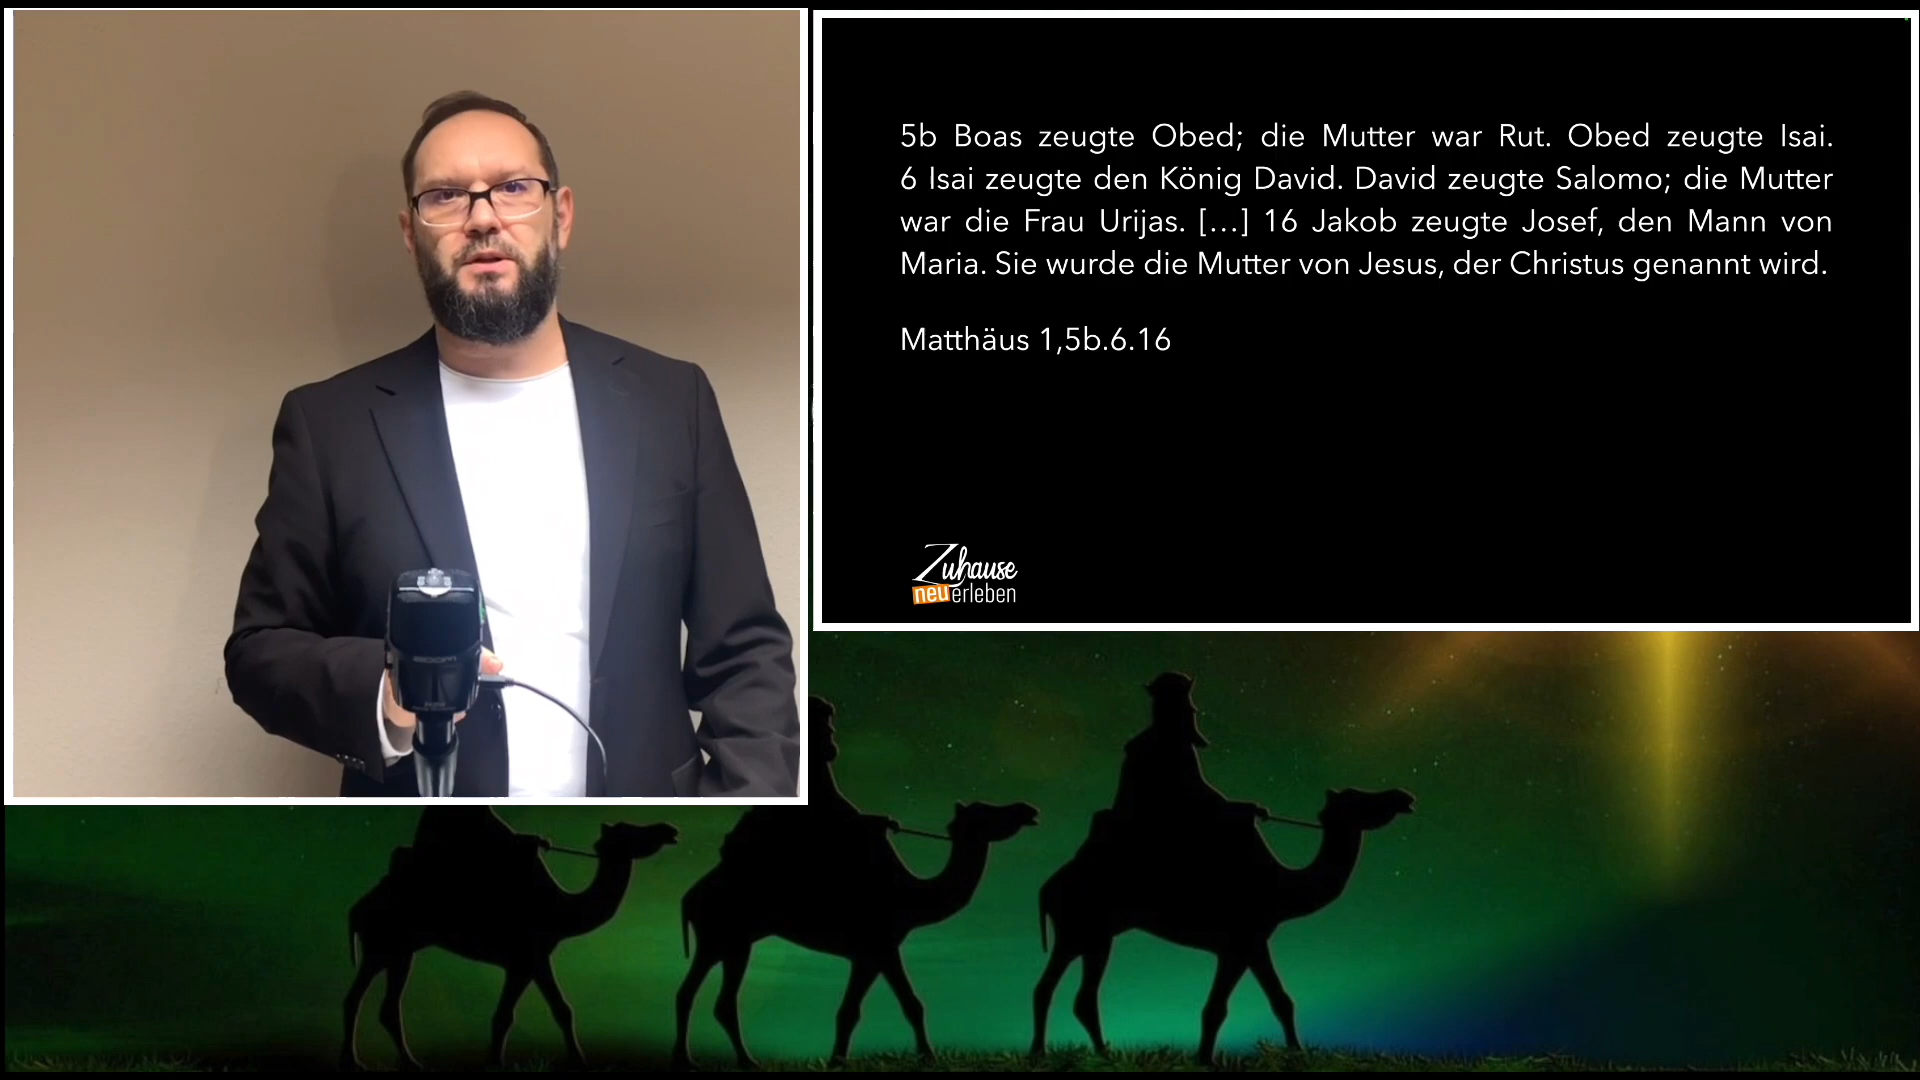 5b Boas zeugte Obed; die Mutter war Rut. Obed zeugte Isai.
6 Isai zeugte den König David. David zeugte Salomo; die Mutter
war die Frau Urijas. […] 16 Jakob zeugte Josef, den Mann von
Maria. Sie wurde die Mutter von Jesus, der Christus genannt wird.
Matthäus 1,5b.6.16
Zuhause
neu erleben